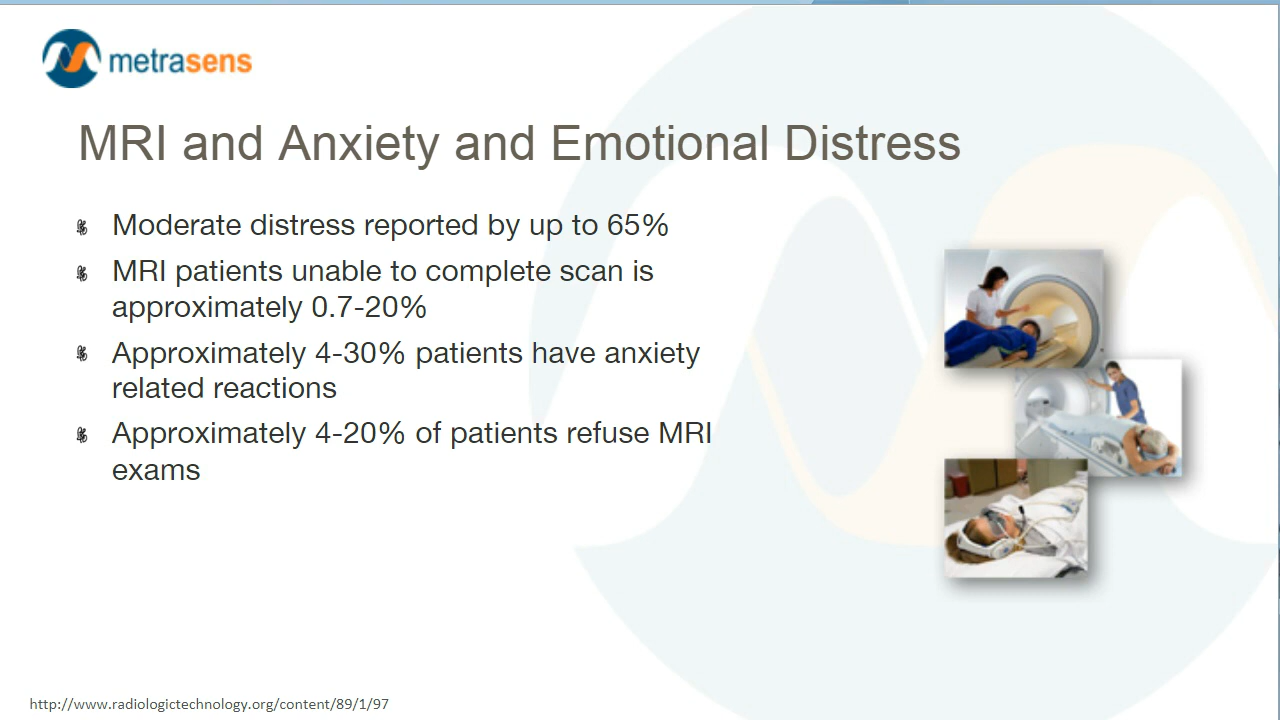 metrasens
MRI and Anxiety and Emotional Distress
Moderate distress reported by up to 65%
MRI patients unable to complete scan is
approximately 0.7-20%
Approximately 4-30% patients have anxiety
related reactions
Approximately 4-20% of patients refuse MRI
exams
http://www.radiologictechnology.org/content/89/1/97